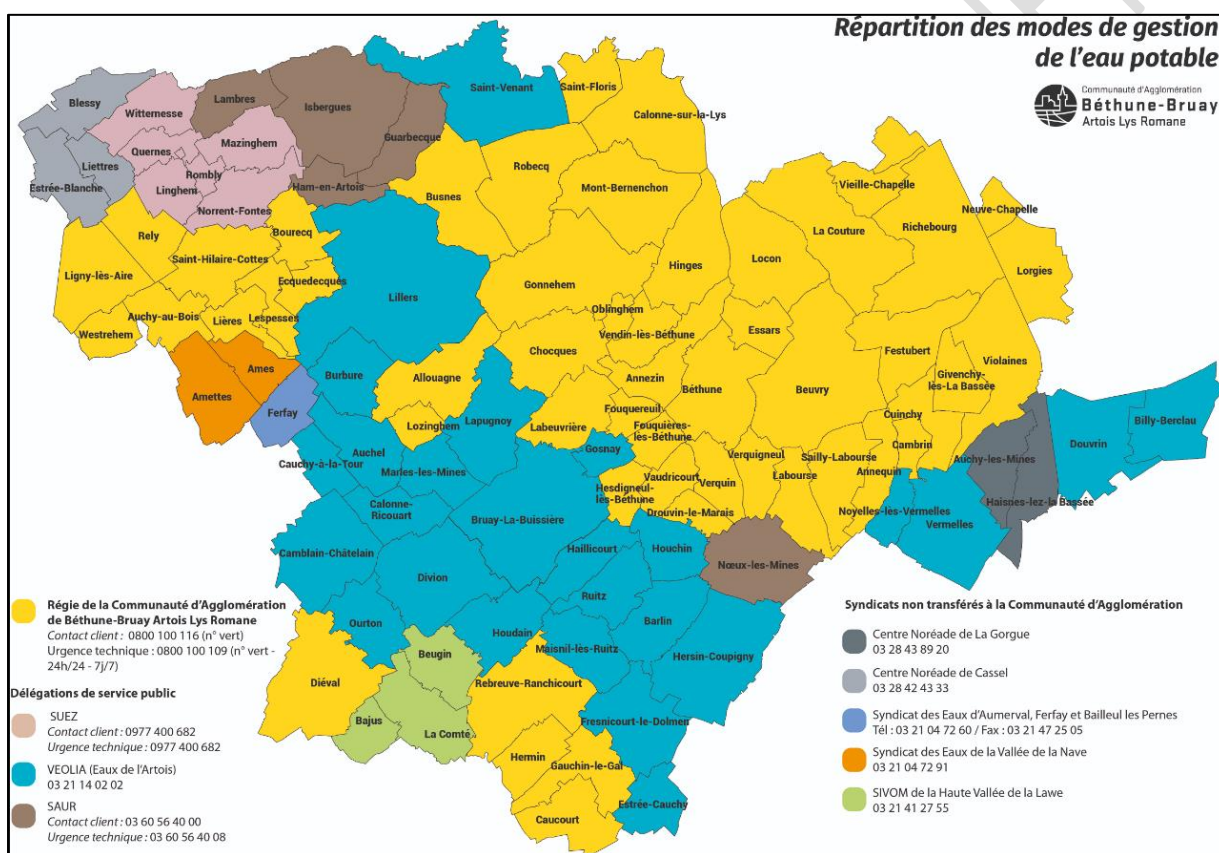 Répartition des modes de gestion
de l'eau potable
Communauté d'Agglomération
Béthune-Bruay
Artois Lys Romane
Blessy
Wittemesse
Lambres
Isbergues
Saint-Venant
Saint-Floris
Calonne-sur-la-Lys
Guarbecque
Quernes
Mazinghem
Liettres
Rombly
Estrée-Blanche
Linghem
Ham-en-Artois
Norrent-Fontes
Busnes
Robecq
Mont-Bernenchon
Vieille-Chapelle
Neuve-Chapelle
La Couture
Richebourg
Rely
Bourecq
Saint-Hilaire-Cottes
Ligny-lès-Aire
Ecquedecques
Lillers
Gonnehem
Hinges
Locon
Lorgies
Auchy-au-Bois
Lières
Lespesses
Westrehem
Oblinghem
Vendin-lès-Béthune
Essars
Chocques
Festubert
Violaines
Givenchy-
lès-La Bassée
Ames
Amettes
Burbure
Allouagne
Annezin
Béthune
Beuvry
Ferfay
Lozinghem
Lapugnoy
Labeuvrière
Fouquereuil
Fouquières-
lès-Béthune
Cuinchy
Cambrin
Billy-Berclau
Douvrin
Auchel
Cauchy-à-la-Tour
Marles-les-Mines
Gosnay
Verquigneul
Sailly-Labourse
Labourse
Annequin
Auchy-les-Mines
Vaudricourt
Verquin
Hesdigneul-
lès-Béthune
Drouvin-le-Marais
Haisnes-lez-la-Bassée
Noyelles-lès-Vermelles
Vermelles
Calonne-
Ricouart
Bruay-La-Buissière
Camblain-Châtelain
Haillicourt
Houchin
Nœux-les-Mines
Divion
Ruitz
Ourton
Houdain
Barlin
Maisnil-lès-Ruitz
Hersin-Coupigny
Beugin
Diéval
Rebreuve-Ranchicourt
Bajus
La Comté
Fresnicourt-le-Dolmen
Hermin
Gauchin-le-Gal
Estrée-Cauchy
Caucourt
Régie de la Communauté d'Agglomération
de Béthune-Bruay Artois Lys Romane
Contact client : 0800 100 116 (n° vert)
Urgence technique : 0800 100 109 (n° vert -
24h/24 - 7j/7)
Délégations de service public
SUEZ
Contact client : 0977 400 682
Urgence technique : 0977 400 682
VEOLIA (Eaux de l'Artois)
03 21 14 02 02
SAUR
Contact client : 03 60 56 40 00
Urgence technique : 03 60 56 40 08
Syndicats non transférés à la Communauté d'Agglomération
Centre Noréade de La Gorgue
03 28 43 89 20
Centre Noréade de Cassel
03 28 42 43 33
Syndicat des Eaux d'Aumerval, Ferfay et Bailleul les Pernes
Tél : 03 21 04 72 60 / Fax : 03 21 47 25 05
Syndicat des Eaux de la Vallée de la Nave
03 21 04 72 91
SIVOM de la Haute Vallée de la Lawe
03 21 41 27 55